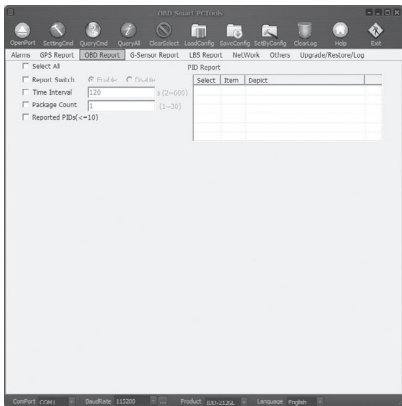 OBD Smart PCTools
OpenPort SettingCmd QueryCmd QueryAll ClearSelect LoadConfig SaveConfig SetByConfig ClearLog Help Exit
Alarms GPS Report OBD Report G-Sensor Report LBS Report NetWork Others Upgrade/Restore/Log
Select All
PID Report
Report Switch Enable Disable
Select Item Depict
Time Interval 120 s (2~600)
Package Count 1 (1~30)
Reported PIDs(<=10)
ComPort COM1 BaudRate 115200 Product Language English